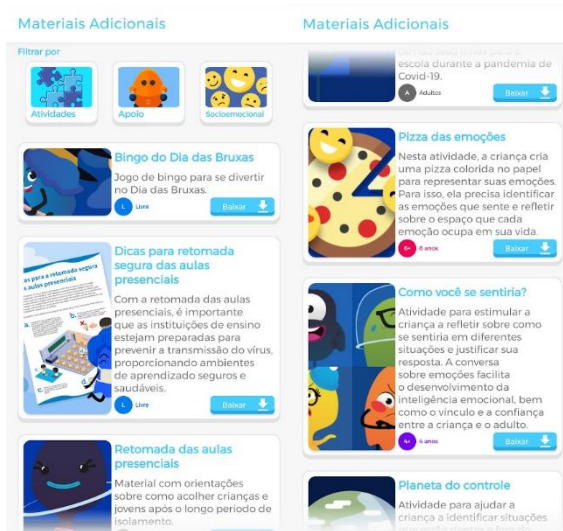 Materiais Adicionais
Filtrar por
Atividades
Apoio
Socioemocional
Bingo do Dia das Bruxas
Jogo de bingo para se divertir
no Dia das Bruxas.
L Livre
Baixar
Dicas para retomada
segura das aulas
presenciais
Com a retomada das aulas
presenciais, é importante
que as instituições de ensino
estejam preparadas para
prevenir a transmissão do vírus,
proporcionando ambientes
de aprendizado seguros e
saudáveis.
L Livre
Baixar
as para a retomada segura
s aulas presenciais
a.
b.
c.
d.
Retomada das aulas
presenciais
Material com orientações
sobre como acolher crianças e
jovens após o longo período de
isolamento.
Materiais Adicionais
escola durante a pandemia de
Covid-19.
A Adultos
Baixar
Pizza das emoções
Nesta atividade, a criança cria
uma pizza colorida no papel
para representar suas emoções.
Para isso, ela precisa identificar
as emoções que sente e refletir
sobre o espaço que cada
emoção ocupa em sua vida.
6+ 6 anos
Baixar
Como você se sentiria?
Atividade para estimular a
criança a refletir sobre como
se sentiria em diferentes
situações e justificar sua
resposta. A conversa
sobre emoções facilita
o desenvolvimento da
inteligência emocional, bem
como o vínculo e a confiança
entre a criança e o adulto.
4+ 4 anos
Baixar
Planeta do controle
Atividade para ajudar a
criança a identificar situações